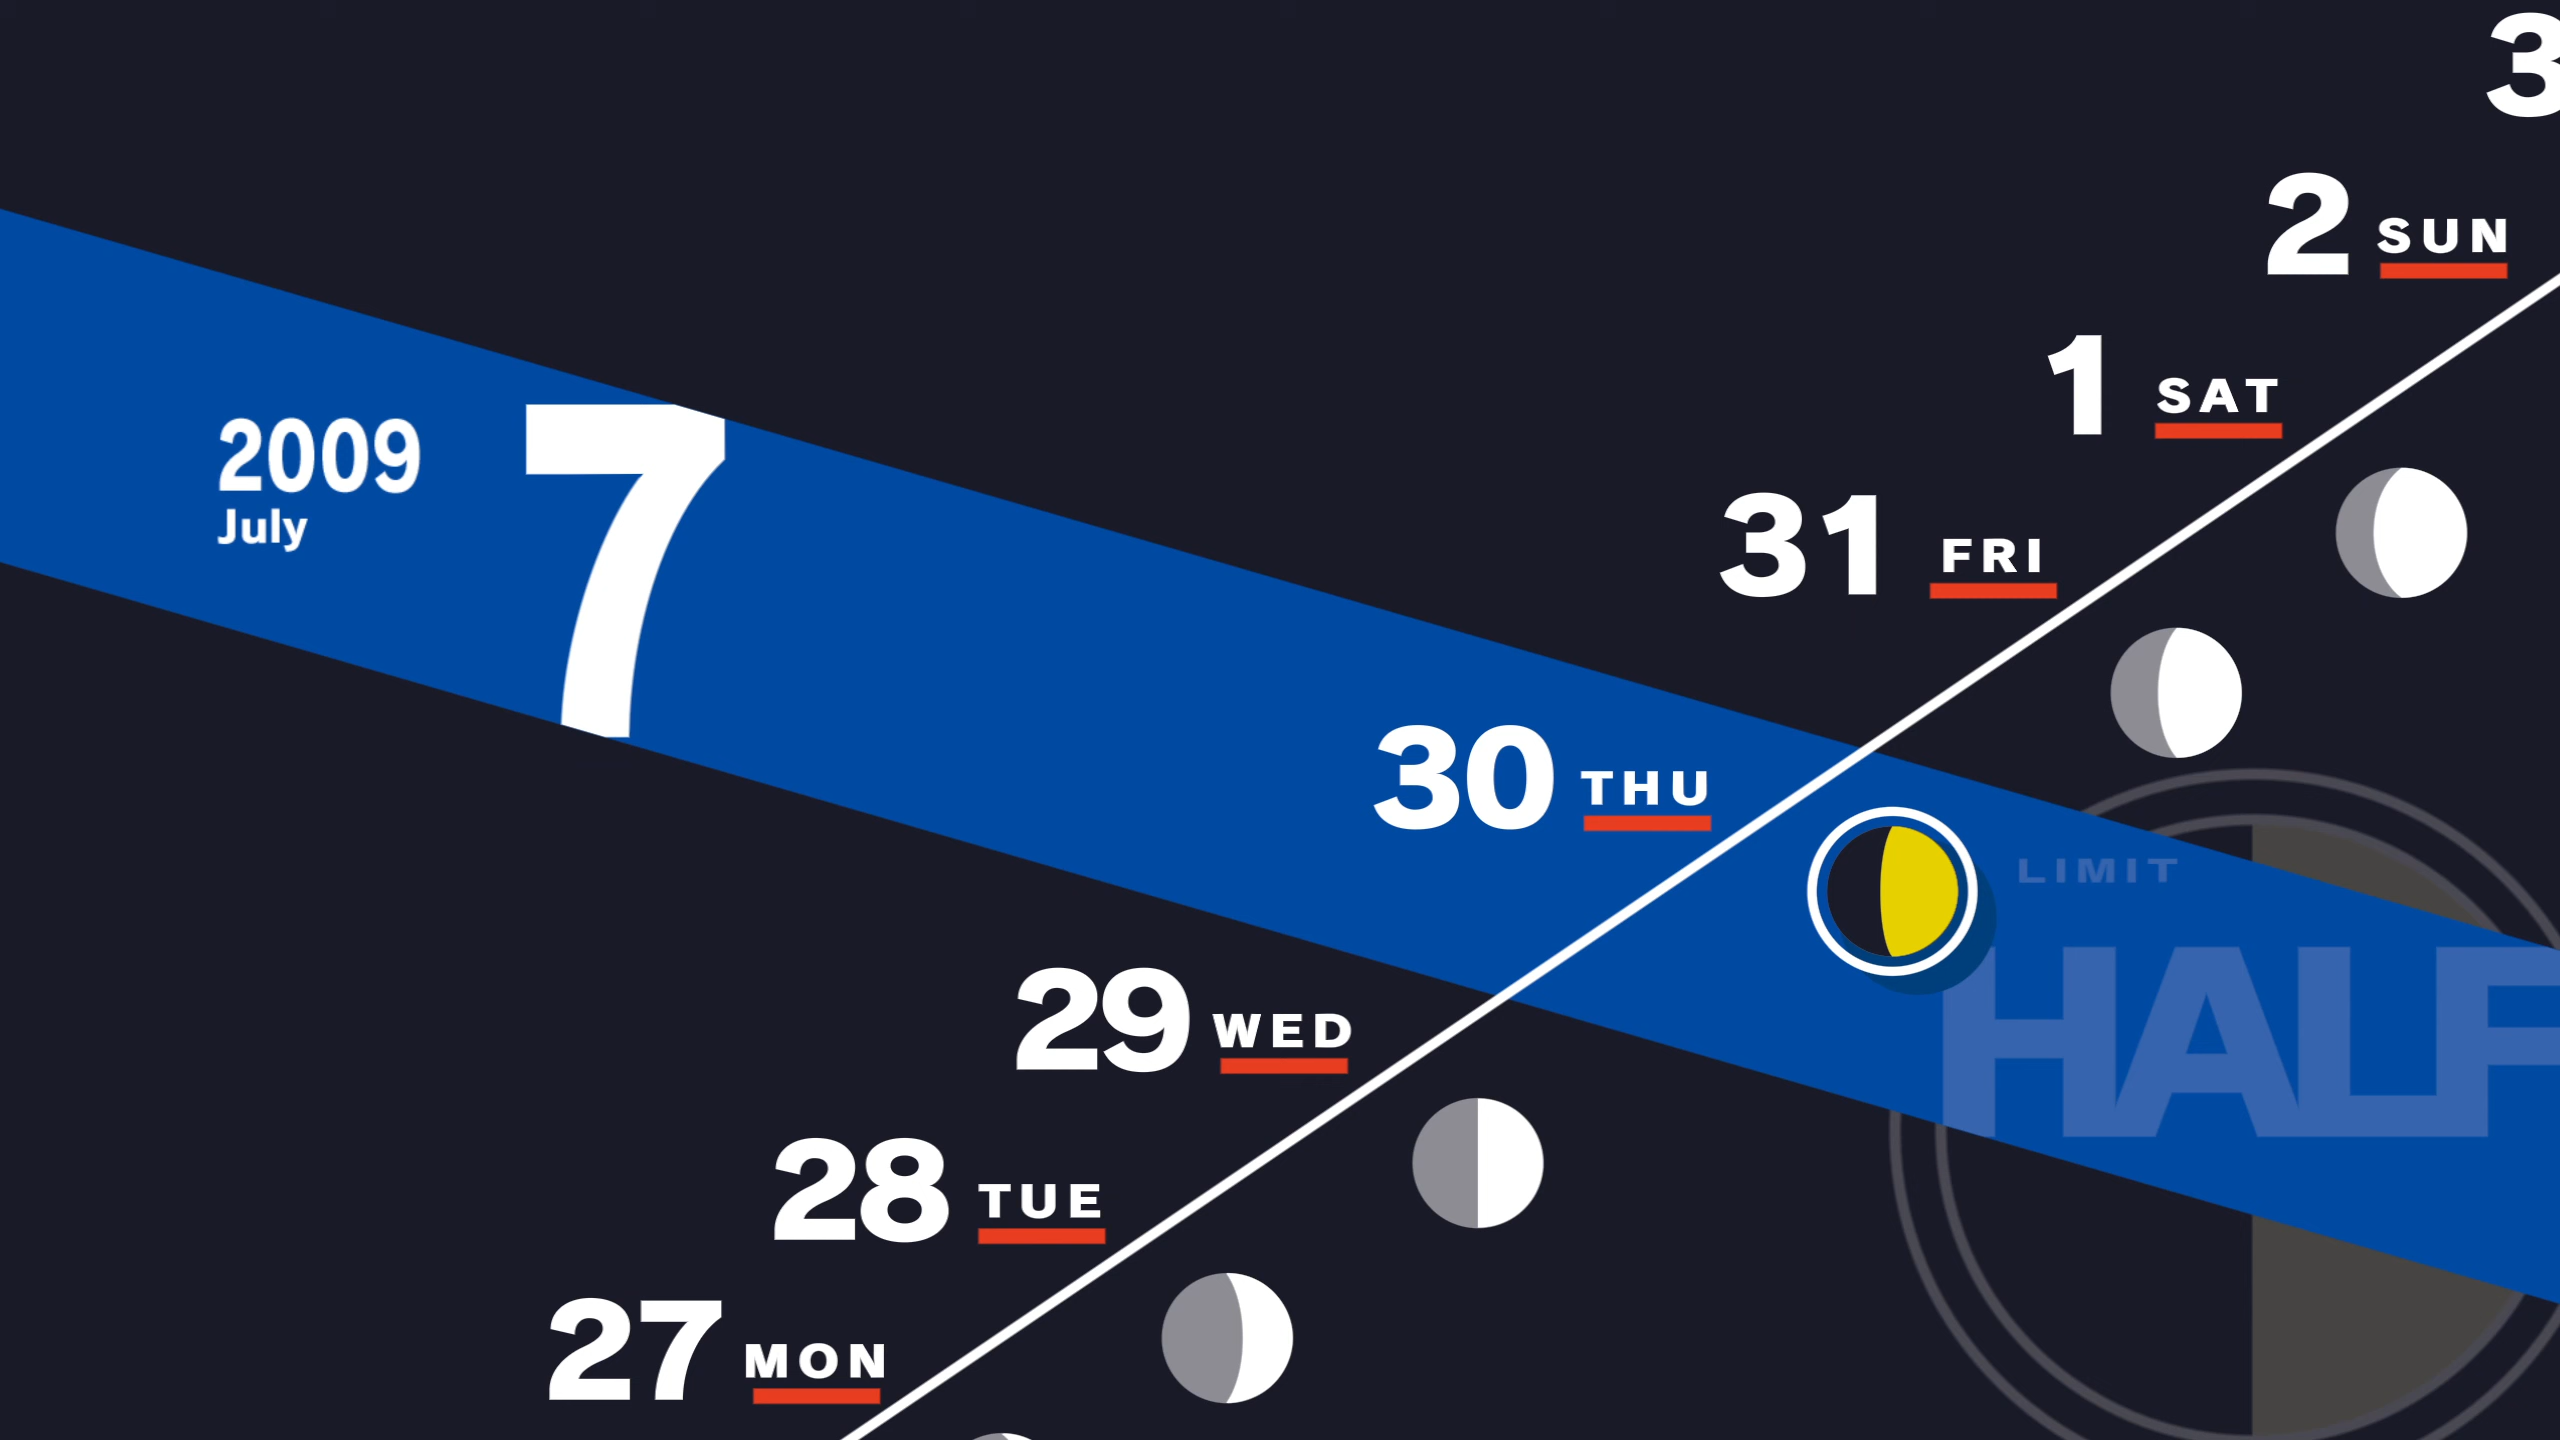 3
2 SUN
1 SAT
2009
July
7
31 FRI
30 THU
LIMIT
HALF
29 WED
28 TUE
27 MON